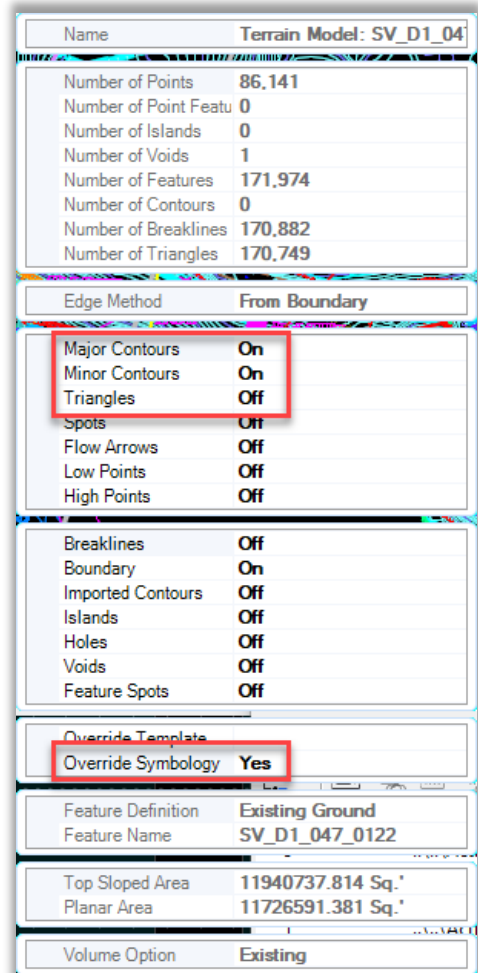 Name Terrain Model: SV_D1_04
Number of Points 86,141
Number of Point Featu 0
Number of Islands 0
Number of Voids 1
Number of Features 171,974
Number of Contours 0
Number of Breaklines 170,882
Number of Triangles 170,749
Edge Method From Boundary
Major Contours On
Minor Contours On
Triangles Off
Spots Off
Flow Arrows Off
Low Points Off
High Points Off
Breaklines Off
Boundary On
Imported Contours Off
Islands Off
Holes Off
Voids Off
Feature Spots Off
Override Template
Override Symbology Yes
Feature Definition Existing Ground
Feature Name SV_D1_047_0122
Top Sloped Area 11940737.814 Sq.'
Planar Area 11726591.381 Sq.'
Volume Option Existing